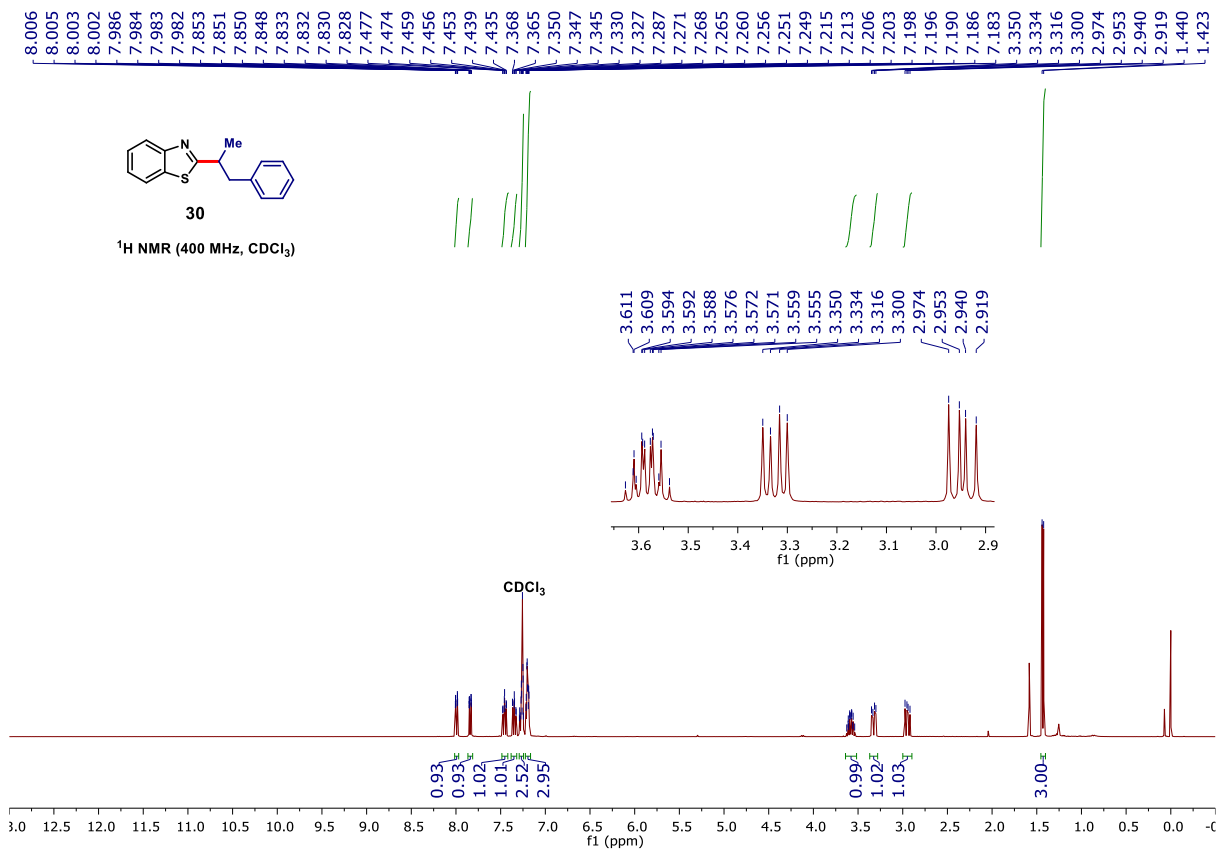 8.006 8.005 8.003 8.002 7.986 7.984 7.983 7.982 7.853 7.851 7.850 7.848 7.833 7.832 7.830 7.828 7.477 7.474 7.459 7.456 7.453 7.439 7.435 7.368 7.365 7.350 7.347 7.345 7.330 7.327 7.287 7.271 7.268 7.265 7.260 7.256 7.251 7.249 7.215 7.213 7.206 7.203 7.198 7.196 7.190 7.186 7.183 3.350 3.334 3.316 3.300 2.974 2.953 2.940 2.919 1.440 1.423
Me
N
S
30
¹H NMR (400 MHz, CDCl₃)
3.611 3.609 3.594 3.592 3.588 3.576 3.572 3.571 3.559 3.555 3.350 3.334 3.316 3.300 2.974 2.953 2.940 2.919
3.6 3.5 3.4 3.3 3.2 3.1 3.0 2.9
f1 (ppm)
CDCl₃
0.93 0.93 1.02 1.01 2.52 2.95 0.99 1.02 1.03 3.00
3.0 12.5 12.0 11.5 11.0 10.5 10.0 9.5 9.0 8.5 8.0 7.5 7.0 6.5 6.0 5.5 5.0 4.5 4.0 3.5 3.0 2.5 2.0 1.5 1.0 0.5 0.0 -0
f1 (ppm)